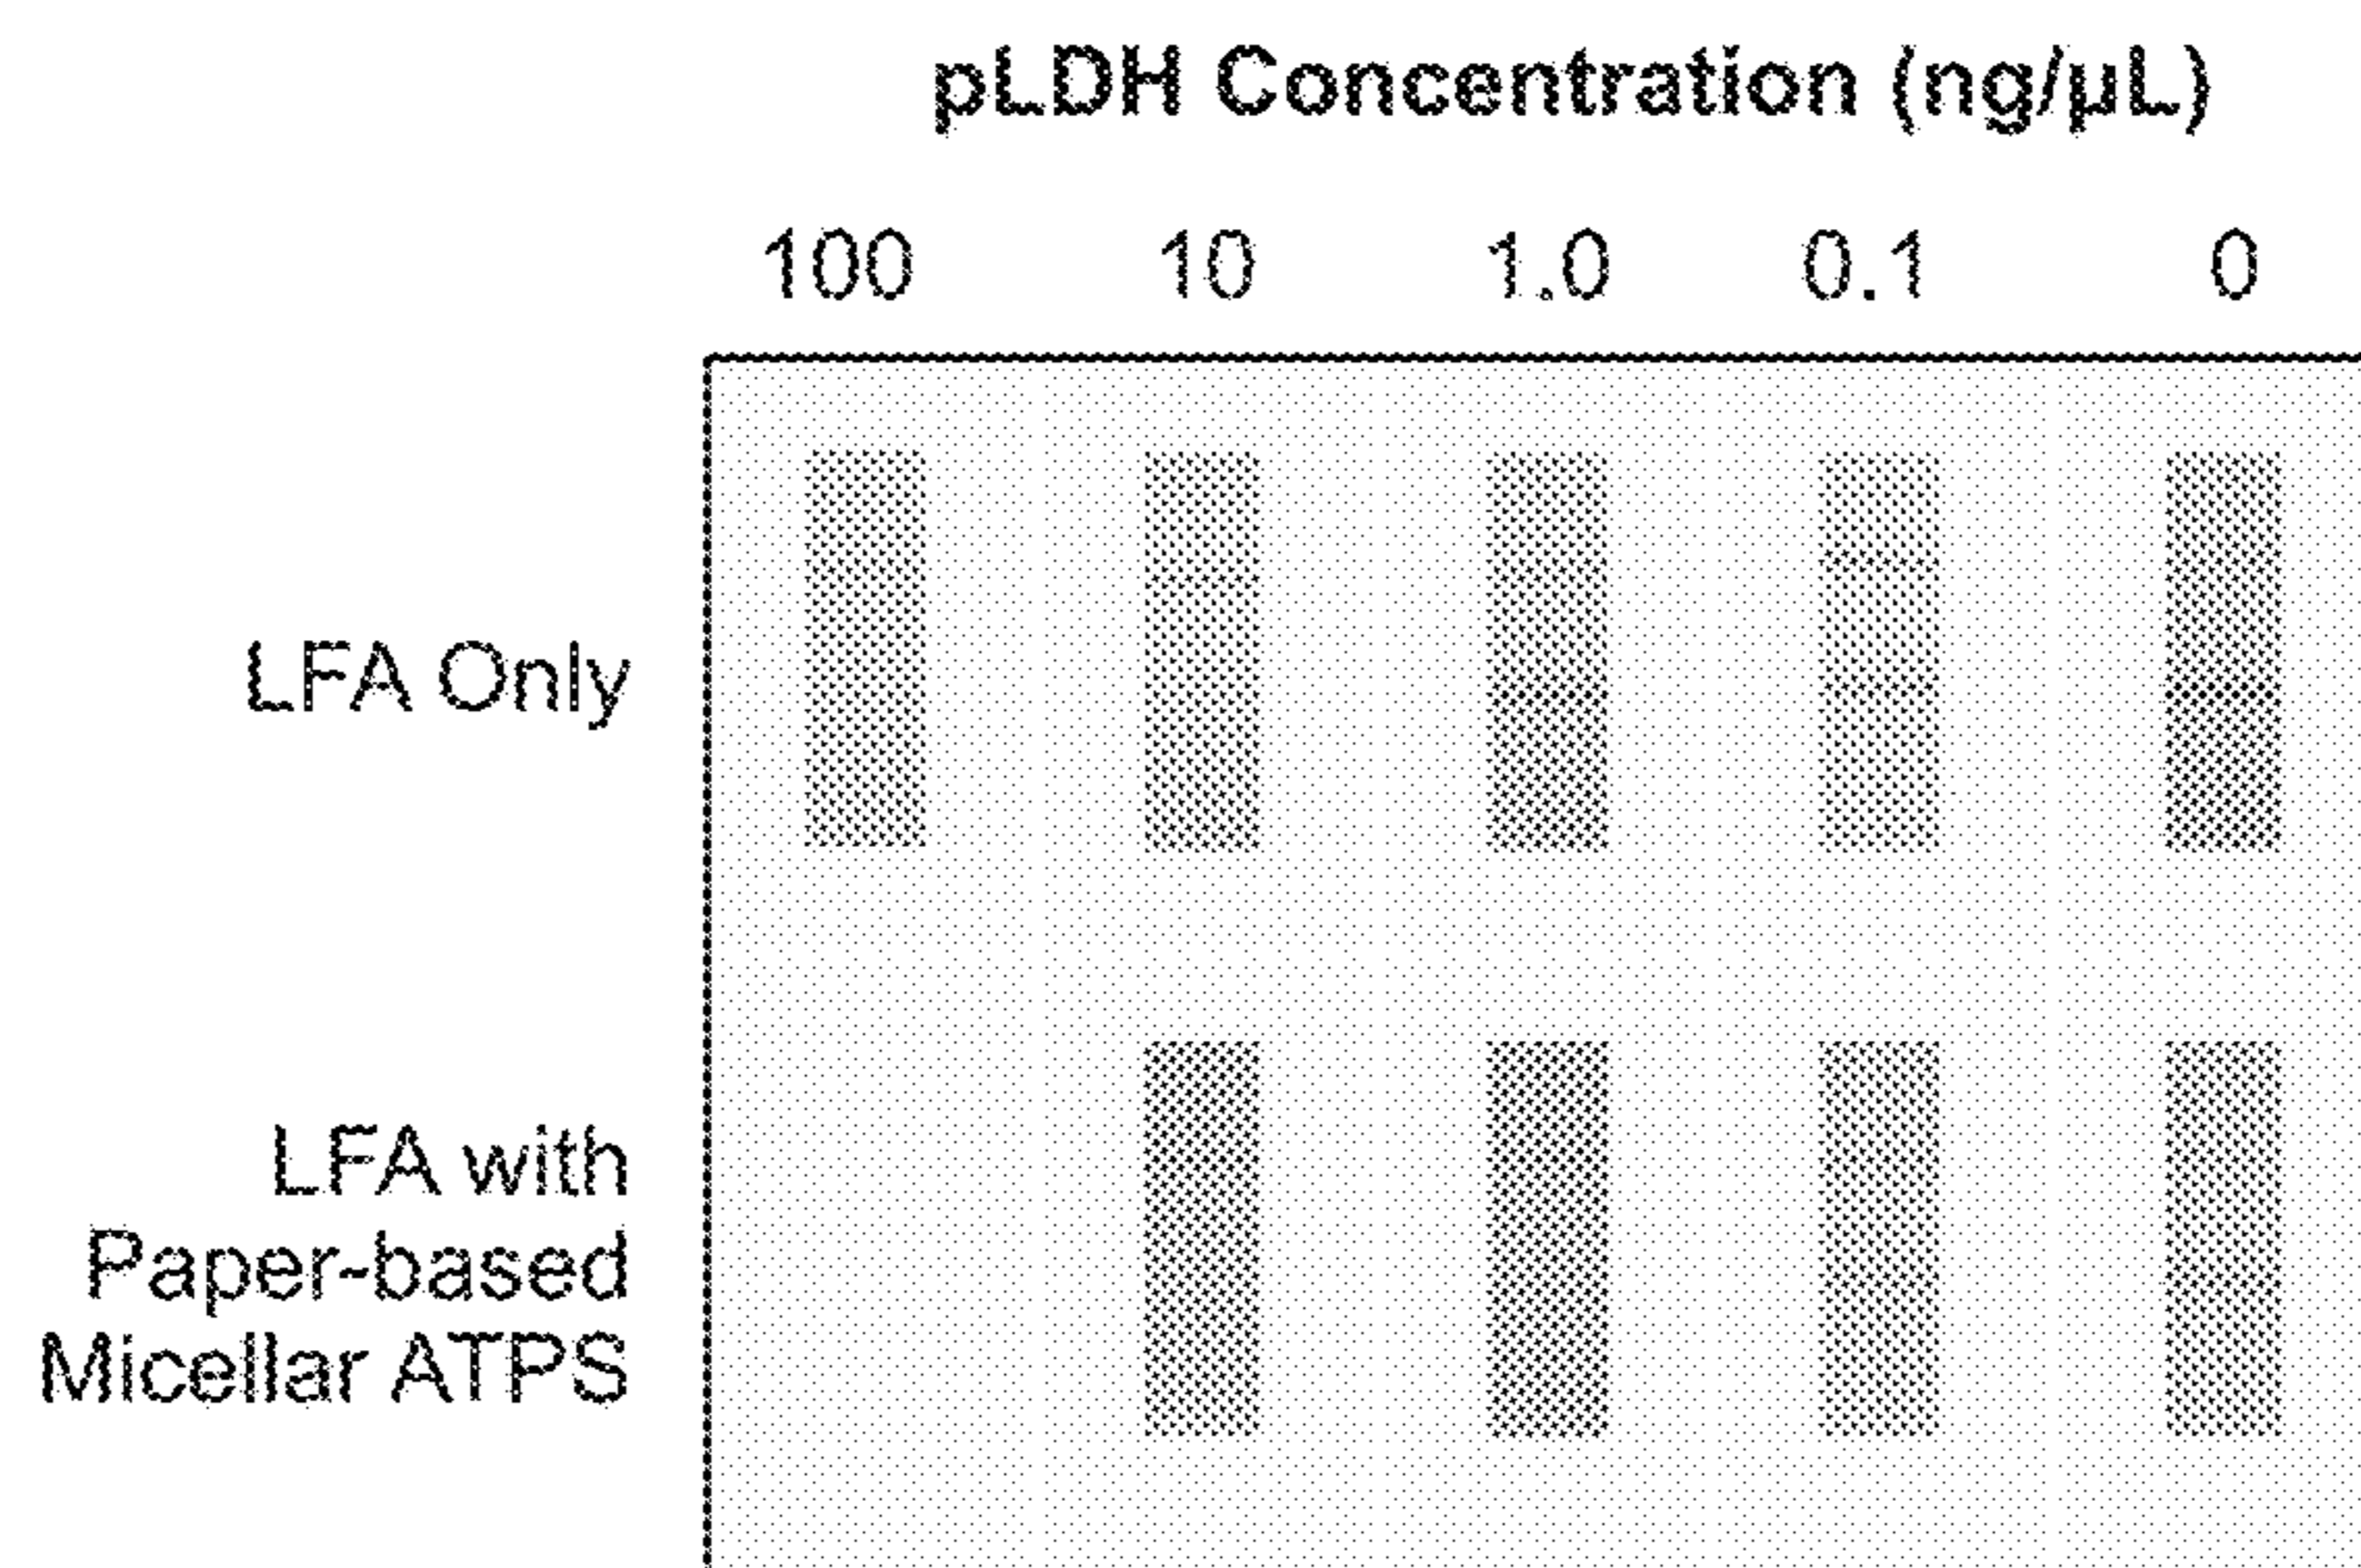 pLDH Concentration (ng/µL)
100 10 1.0 0.1 0
LFA Only
LFA with
Paper-based
Micellar ATPS